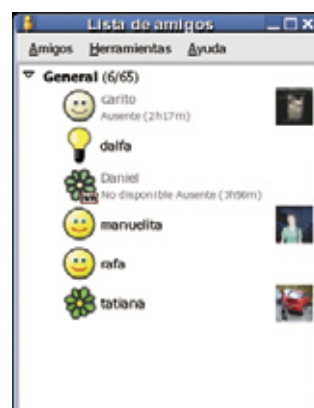 Lista de amigos
Amigos Herramientas Ayuda
General (6/65)
carito
Ausente (2h17m)
dalfa
Daniel
No disponible Ausente (3h56m)
manuelita
rafa
tatiana